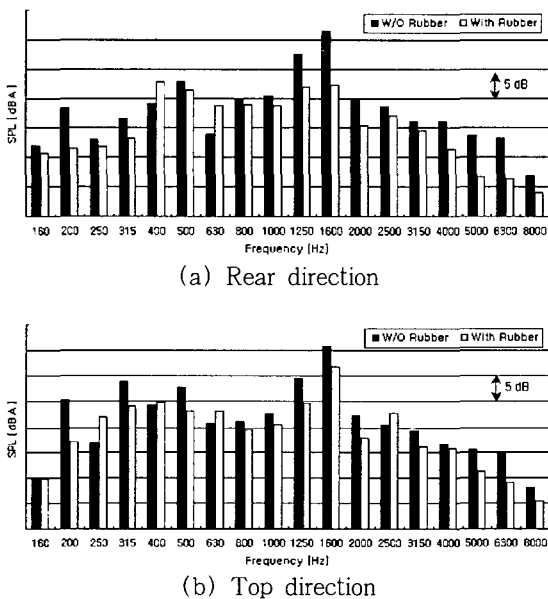 W/O Rubber With Rubber
5 dB
SPL [dBA]
160 200 250 315 400 500 630 800 1000 1250 1600 2000 2500 3150 4000 5000 6300 8000
Frequency [Hz]
(a) Rear direction
W/O Rubber With Rubber
5 dB
SPL [dBA]
160 200 250 315 400 500 630 800 1000 1250 1600 2000 2500 3150 4000 5000 6300 8000
Frequency [Hz]
(b) Top direction